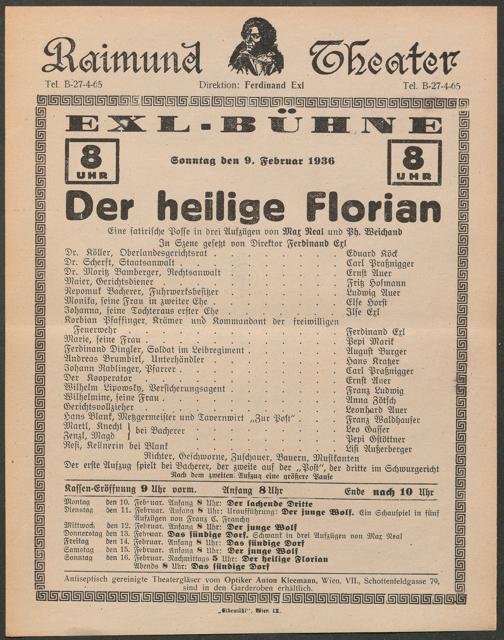 Raimund Theater
Tel. B-27-4-65 Direktion: Ferdinand Exl Tel. B-27-4-65
EXL-BÜHNE
8 UHR Sonntag den 9. Februar 1936 8 UHR
Der heilige Florian
Eine satirische Posse in drei Aufzügen von Max Neal und Ph. Weichand
In Szene gesetzt von Direktor Ferdinand Exl
Dr. Köller, Oberlandesgerichtsrat . . . Eduard Köck
Dr. Scherft, Staatsanwalt . . . Carl Praßnigger
Dr. Moritz Bamberger, Rechtsanwalt . . . Ernst Auer
Maier, Gerichtsdiener . . . Fritz Hofmann
Nepomuk Bacherer, Fuhrwerksbesitzer . . . Ludwig Auer
Monika, seine Frau in zweiter Ehe . . . Else Horst
Johanna, seine Tochter aus erster Ehe . . . Ilse Exl
Korbian Pfaffinger, Krämer und Kommandant der freiwilligen
Feuerwehr . . . Ferdinand Exl
Marie, seine Frau . . . Pepi Marik
Ferdinand Dingler, Soldat im Leibregiment . . . August Burger
Andreas Brumbirl, Unterhändler . . . Hans Kratzer
Johann Rablinger, Pfarrer . . . Carl Praßnigger
Der Kooperator . . . Ernst Auer
Wilhelm Lipowsky, Versicherungsagent . . . Franz Ludwig
Wilhelmine, seine Frau . . . Anna Zötsch
Gerichtsvollzieher . . . Leonhard Auer
Hans Blank, Metzgermeister und Tavernwirt „Zur Post“ . . . Franz Waldhauser
Martl, Knecht } bei Bacherer . . . Leo Gasser
Fenzl, Magd } . . . Pepi Gstöttner
Resi, Kellnerin bei Blank . . . Lisl Außerberger
Richter, Geschworne, Zuschauer, Bauern, Musikanten
Der erste Aufzug spielt bei Bacherer, der zweite auf der „Post“, der dritte im Schwurgericht
Nach dem zweiten Aufzug eine größere Pause
Kassen-Eröffnung 9 Uhr vorm. Anfang 8 Uhr Ende nach 10 Uhr
Montag den 10. Februar. Anfang 8 Uhr: Der lachende Dritte
Dienstag den 11. Februar. Anfang 8 Uhr: Uraufführung: Der junge Wolf. Ein Schauspiel in fünf
Aufzügen von Franz C. Franchy
Mittwoch den 12. Februar. Anfang 8 Uhr: Der junge Wolf
Donnerstag den 13. Februar. Das sündige Dorf. Schwank in drei Aufzügen von Max Neal
Freitag den 14. Februar. Anfang 8 Uhr: Das sündige Dorf
Samstag den 15. Februar. Anfang 8 Uhr: Der junge Wolf
Sonntag den 16. Februar. Nachmittags 5 Uhr: Der heilige Florian
Abends 8 Uhr: Das sündige Dorf
Antiseptisch gereinigte Theatergläser vom Optiker Anton Kleemann, Wien, VII., Schottenfeldgasse 79,
sind in den Garderoben erhältlich.
„Elbemühl“, Wien IX.